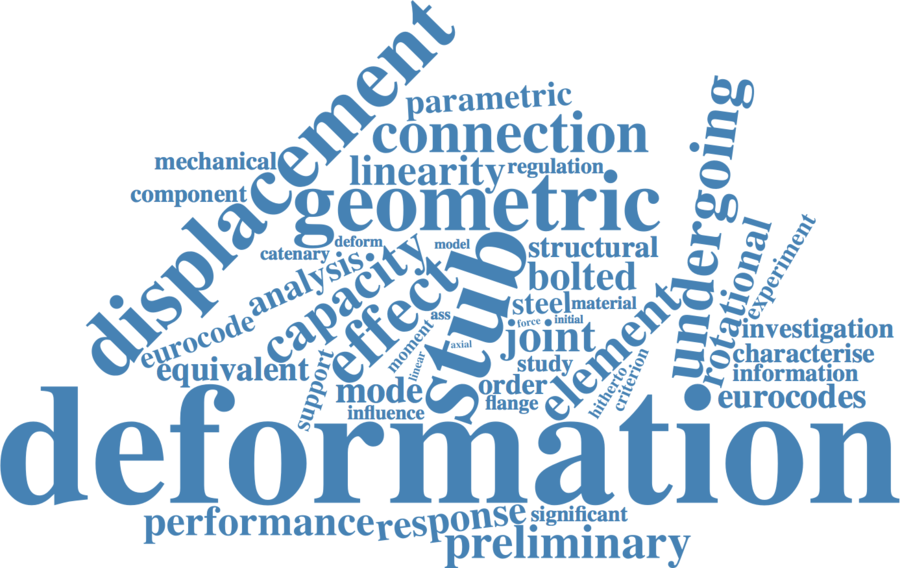 displacement
parametric
connection
undergoing
mechanical
linearity
regulation
component
geometric
catenary
deform
model
structural
rotational
experiment
analysis
capacity
effect
stub
bolted
eurocode
steel
material
element
equivalent
support
moment
ass
linear
axial
force
initial
joint
investigation
mode
study
characterise
order
hitherto
criterion
information
influence
flange
eurocodes
deformation
performance
response
significant
preliminary